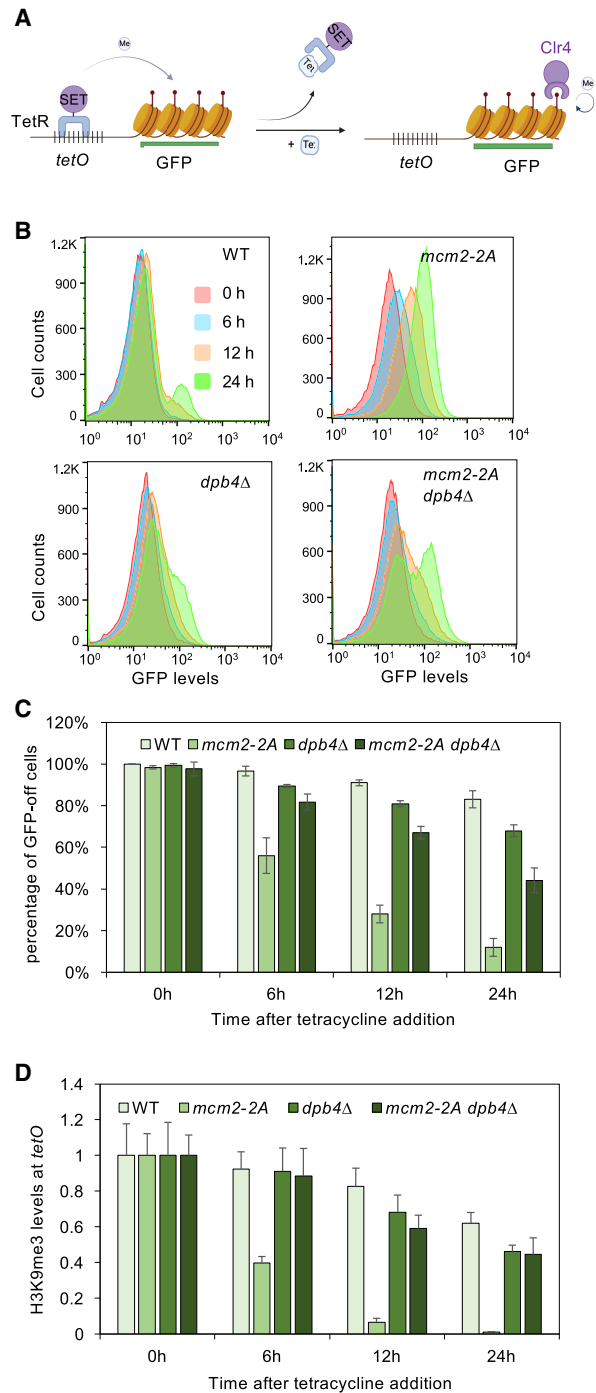 A
Me
SET
TetR
tetO
GFP
SET
Tet
+ Te:
Clr4
Me
tetO
GFP
B
WT
0 h
6 h
12 h
24 h
Cell counts
1.2K
900
600
300
0
10⁰ 10¹ 10² 10³ 10⁴
mcm2-2A
1.2K
900
600
300
0
10⁰ 10¹ 10² 10³ 10⁴
dpb4Δ
Cell counts
1.2K
900
600
300
0
10⁰ 10¹ 10² 10³ 10⁴
GFP levels
mcm2-2A
dpb4Δ
1.2K
900
600
300
0
10⁰ 10¹ 10² 10³ 10⁴
GFP levels
C
percentage of GFP-off cells
120%
100%
80%
60%
40%
20%
0%
WT mcm2-2A dpb4Δ mcm2-2A dpb4Δ
0h 6h 12h 24h
Time after tetracycline addition
D
H3K9me3 levels at tetO
1.4
1.2
1
0.8
0.6
0.4
0.2
0
WT mcm2-2A dpb4Δ mcm2-2A dpb4Δ
0h 6h 12h 24h
Time after tetracycline addition